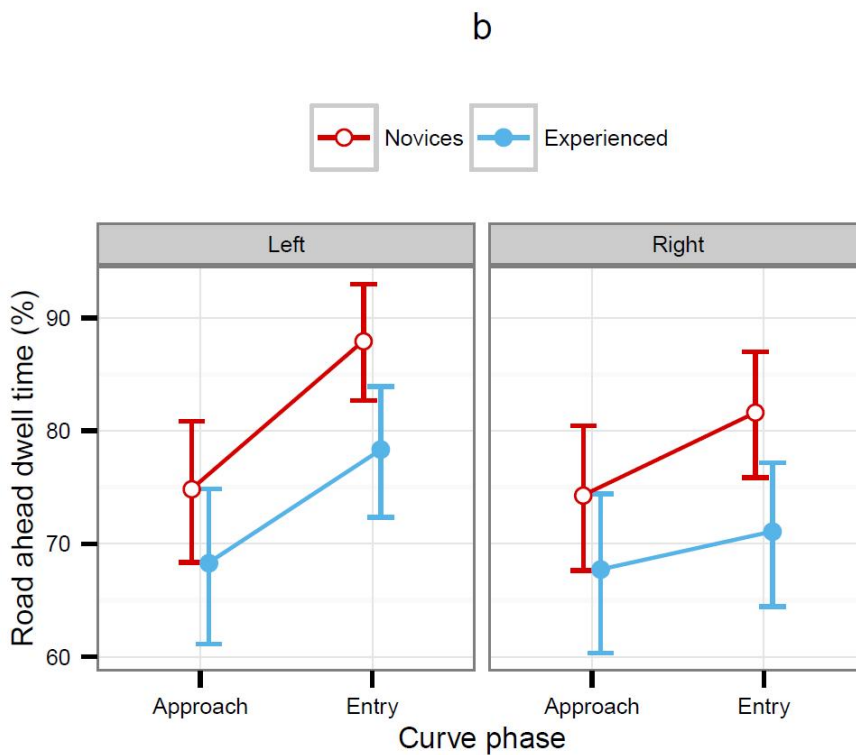 b
Novices Experienced
Left Right
Road ahead dwell time (%)
90
80
70
60
Approach Entry Approach Entry
Curve phase